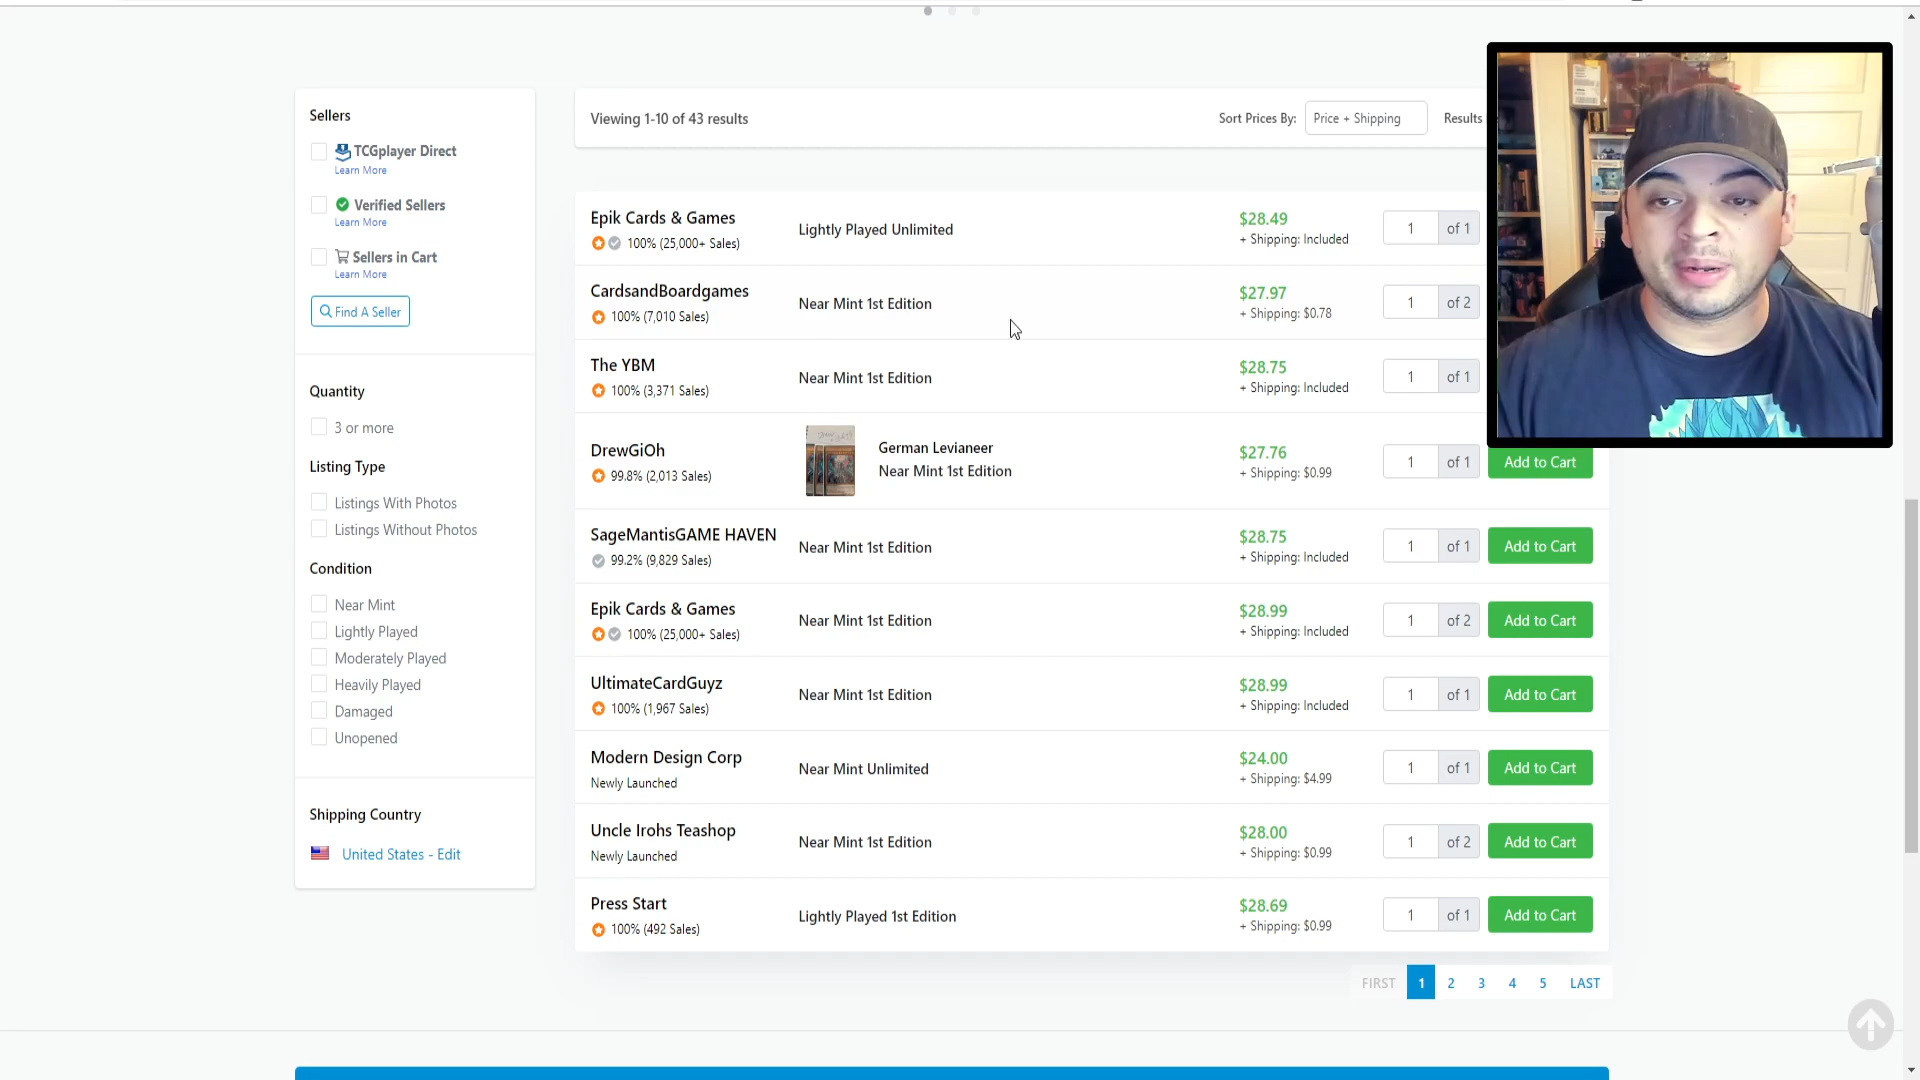 Sellers
TCGplayer Direct
Learn More
Verified Sellers
Learn More
Sellers in Cart
Learn More
Find A Seller
Quantity
3 or more
Listing Type
Listings With Photos
Listings Without Photos
Condition
Near Mint
Lightly Played
Moderately Played
Heavily Played
Damaged
Unopened
Shipping Country
United States - Edit
Viewing 1-10 of 43 results
Sort Prices By: Price + Shipping Results
Epik Cards & Games
100% (25,000+ Sales)
Lightly Played Unlimited
$28.49
+ Shipping: Included
1 of 1
CardsandBoardgames
100% (7,010 Sales)
Near Mint 1st Edition
$27.97
+ Shipping: $0.78
1 of 2
The YBM
100% (3,371 Sales)
Near Mint 1st Edition
$28.75
+ Shipping: Included
1 of 1
DrewGiOh
99.8% (2,013 Sales)
German Levianeer
Near Mint 1st Edition
$27.76
+ Shipping: $0.99
1 of 1 Add to Cart
SageMantisGAME HAVEN
99.2% (9,829 Sales)
Near Mint 1st Edition
$28.75
+ Shipping: Included
1 of 1 Add to Cart
Epik Cards & Games
100% (25,000+ Sales)
Near Mint 1st Edition
$28.99
+ Shipping: Included
1 of 2 Add to Cart
UltimateCardGuyz
100% (1,967 Sales)
Near Mint 1st Edition
$28.99
+ Shipping: Included
1 of 1 Add to Cart
Modern Design Corp
Newly Launched
Near Mint Unlimited
$24.00
+ Shipping: $4.99
1 of 1 Add to Cart
Uncle Irohs Teashop
Newly Launched
Near Mint 1st Edition
$28.00
+ Shipping: $0.99
1 of 2 Add to Cart
Press Start
100% (492 Sales)
Lightly Played 1st Edition
$28.69
+ Shipping: $0.99
1 of 1 Add to Cart
FIRST 1 2 3 4 5 LAST